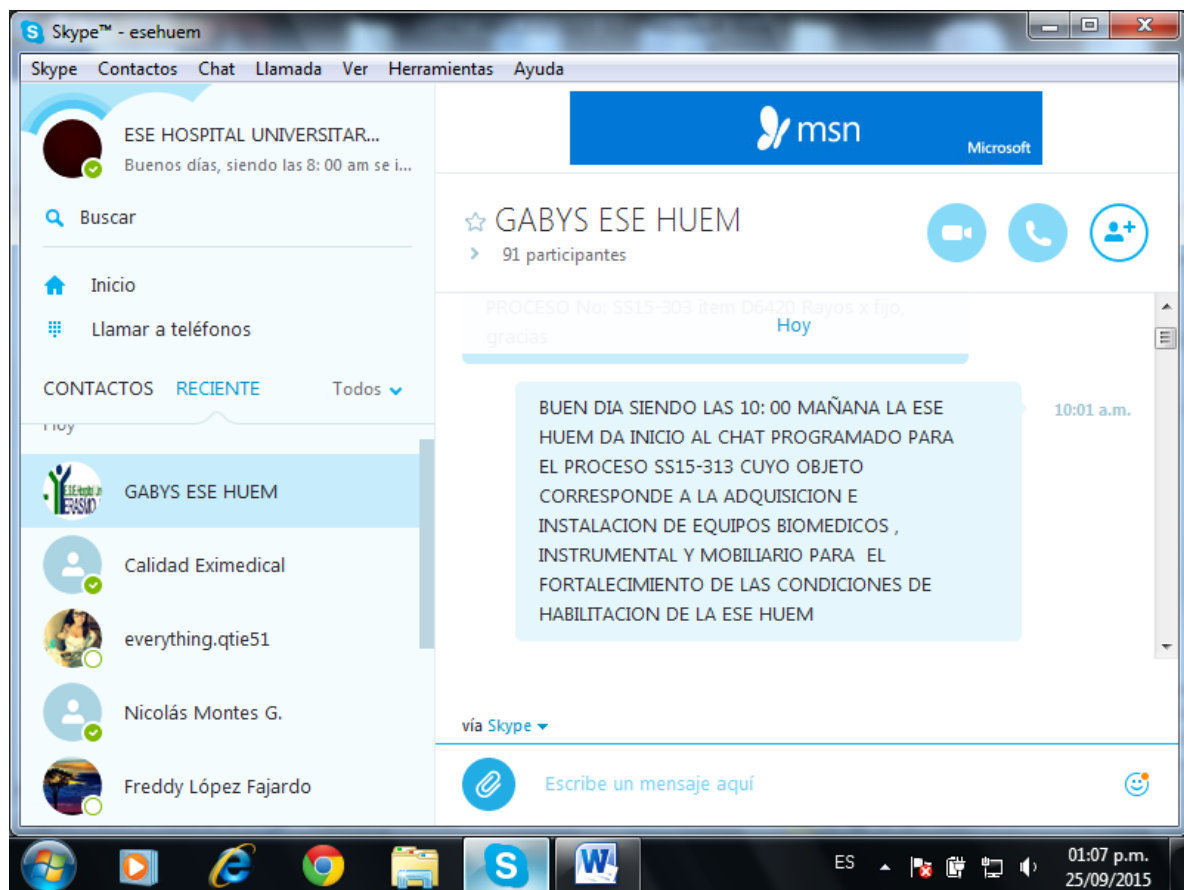 Skype™ - esehuem
Skype Contactos Chat Llamada Ver Herramientas Ayuda
ESE HOSPITAL UNIVERSITAR...
Buenos días, siendo las 8: 00 am se i...
Buscar
Inicio
Llamar a teléfonos
CONTACTOS RECIENTE Todos
Hoy
GABYS ESE HUEM
Calidad Eximedical
everything.qtie51
Nicolás Montes G.
Freddy López Fajardo
msn
Microsoft
GABYS ESE HUEM
91 participantes
PROCESO No: SS15-303 item D6420 Rayos x fijo,
gracias
Hoy
BUEN DIA SIENDO LAS 10: 00 MAÑANA LA ESE
HUEM DA INICIO AL CHAT PROGRAMADO PARA
EL PROCESO SS15-313 CUYO OBJETO
CORRESPONDE A LA ADQUISICION E
INSTALACION DE EQUIPOS BIOMEDICOS ,
INSTRUMENTAL Y MOBILIARIO PARA EL
FORTALECIMIENTO DE LAS CONDICIONES DE
HABILITACION DE LA ESE HUEM
10:01 a.m.
vía Skype
Escribe un mensaje aquí
ES
01:07 p.m.
25/09/2015